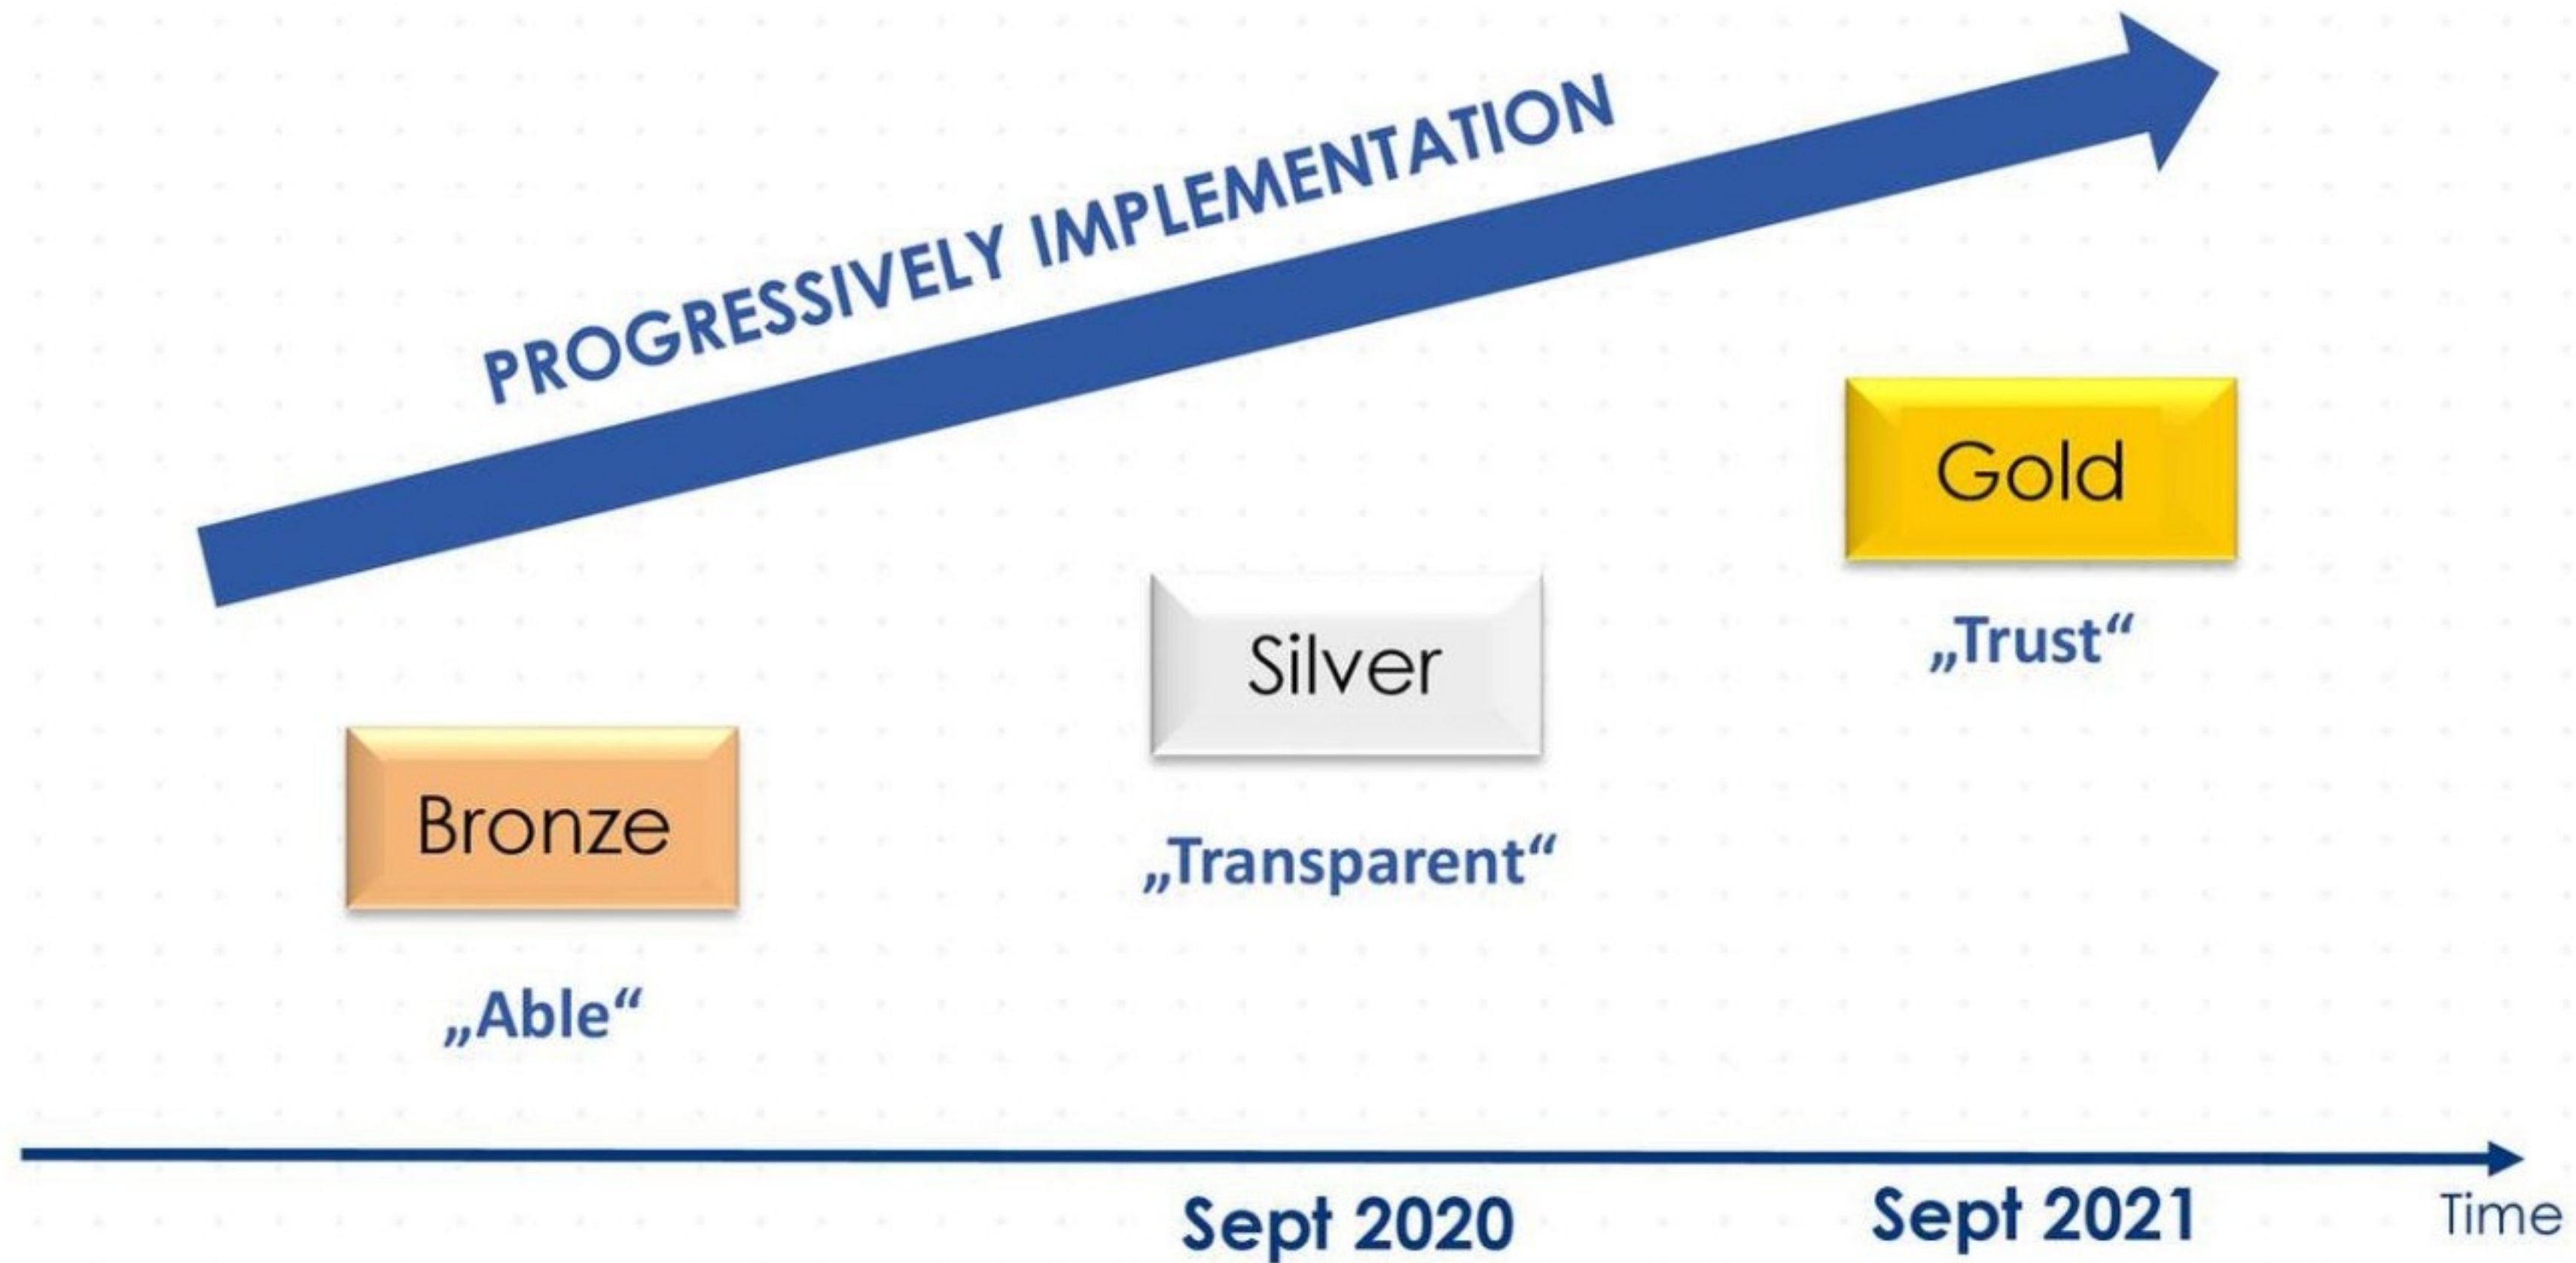 PROGRESSIVELY IMPLEMENTATION
Gold
„Trust“
Silver
„Transparent“
Bronze
„Able“
Sept 2020
Sept 2021
Time